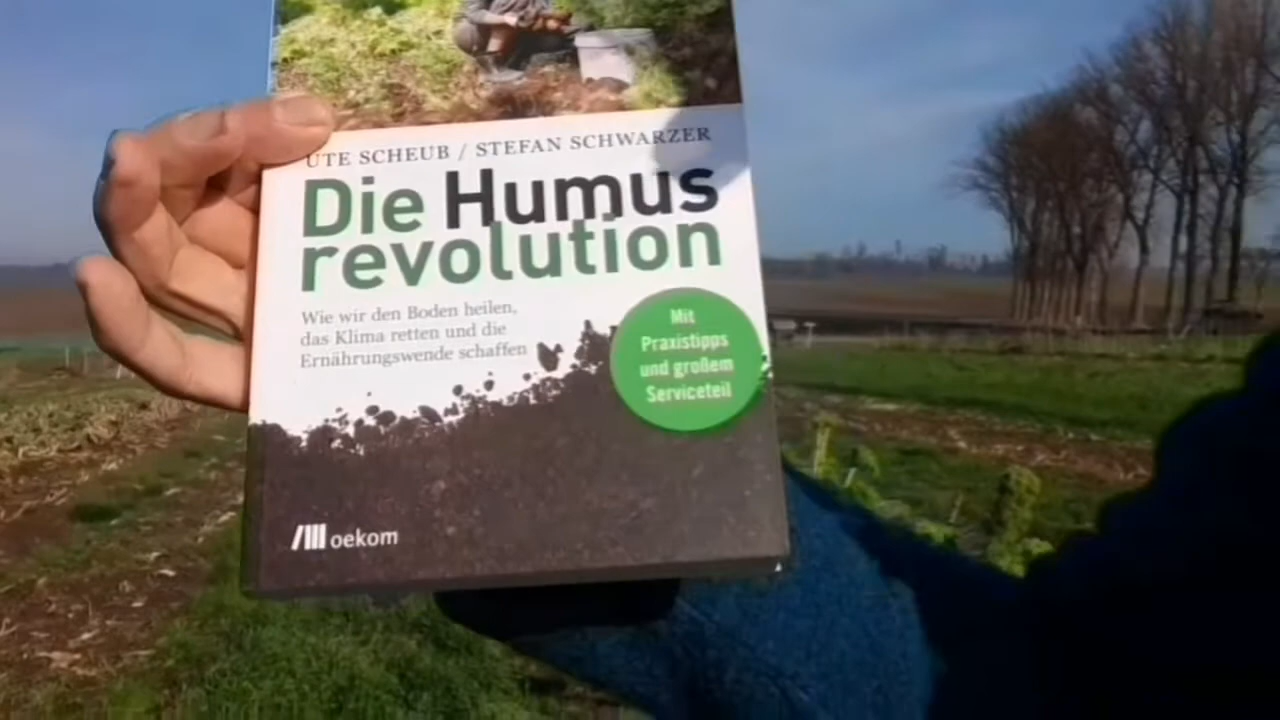 UTE SCHEUB / STEFAN SCHWARZER
Die Humus
revolution
Wie wir den Boden heilen,
das Klima retten und die
Ernährungswende schaffen
Mit
Praxistipps
und großem
Serviceteil
oekom